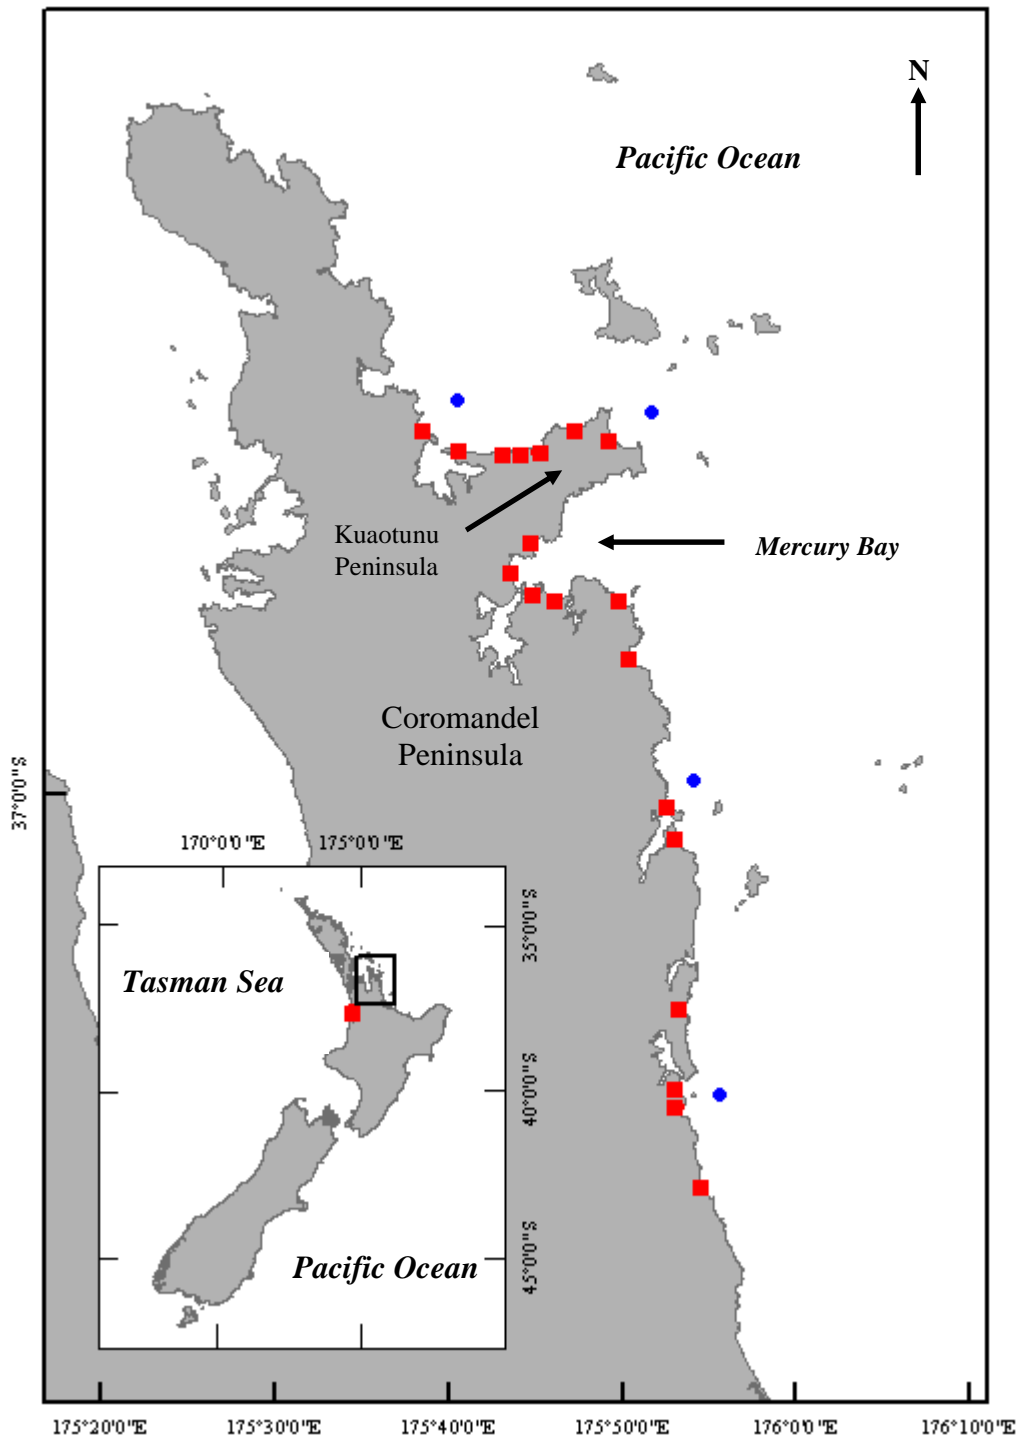 N
Pacific Ocean
Kuaotunu
Peninsula
Mercury Bay
Coromandel
Peninsula
37°0'0"S
170°0'0"E
175°0'0"E
35°0'0"S
Tasman Sea
40°0'0"S
Pacific Ocean
45°0'0"S
175°20'0"E
175°30'0"E
175°40'0"E
175°50'0"E
176°0'0"E
176°10'0"E